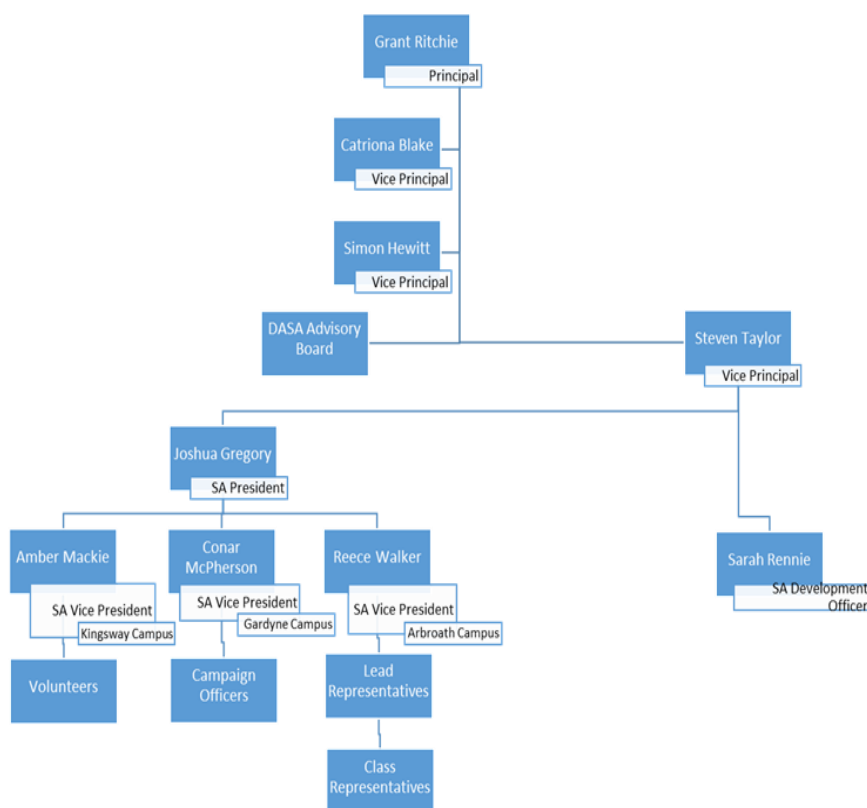 Grant Ritchie
Principal
Catriona Blake
Vice Principal
Simon Hewitt
Vice Principal
DASA Advisory
Board
Steven Taylor
Vice Principal
Joshua Gregory
SA President
Amber Mackie
SA Vice President
Kingsway Campus
Conar
McPherson
SA Vice President
Gardyne Campus
Reece Walker
SA Vice President
Arbroath Campus
Sarah Rennie
SA Development
Officer
Volunteers
Campaign
Officers
Lead
Representatives
Class
Representatives